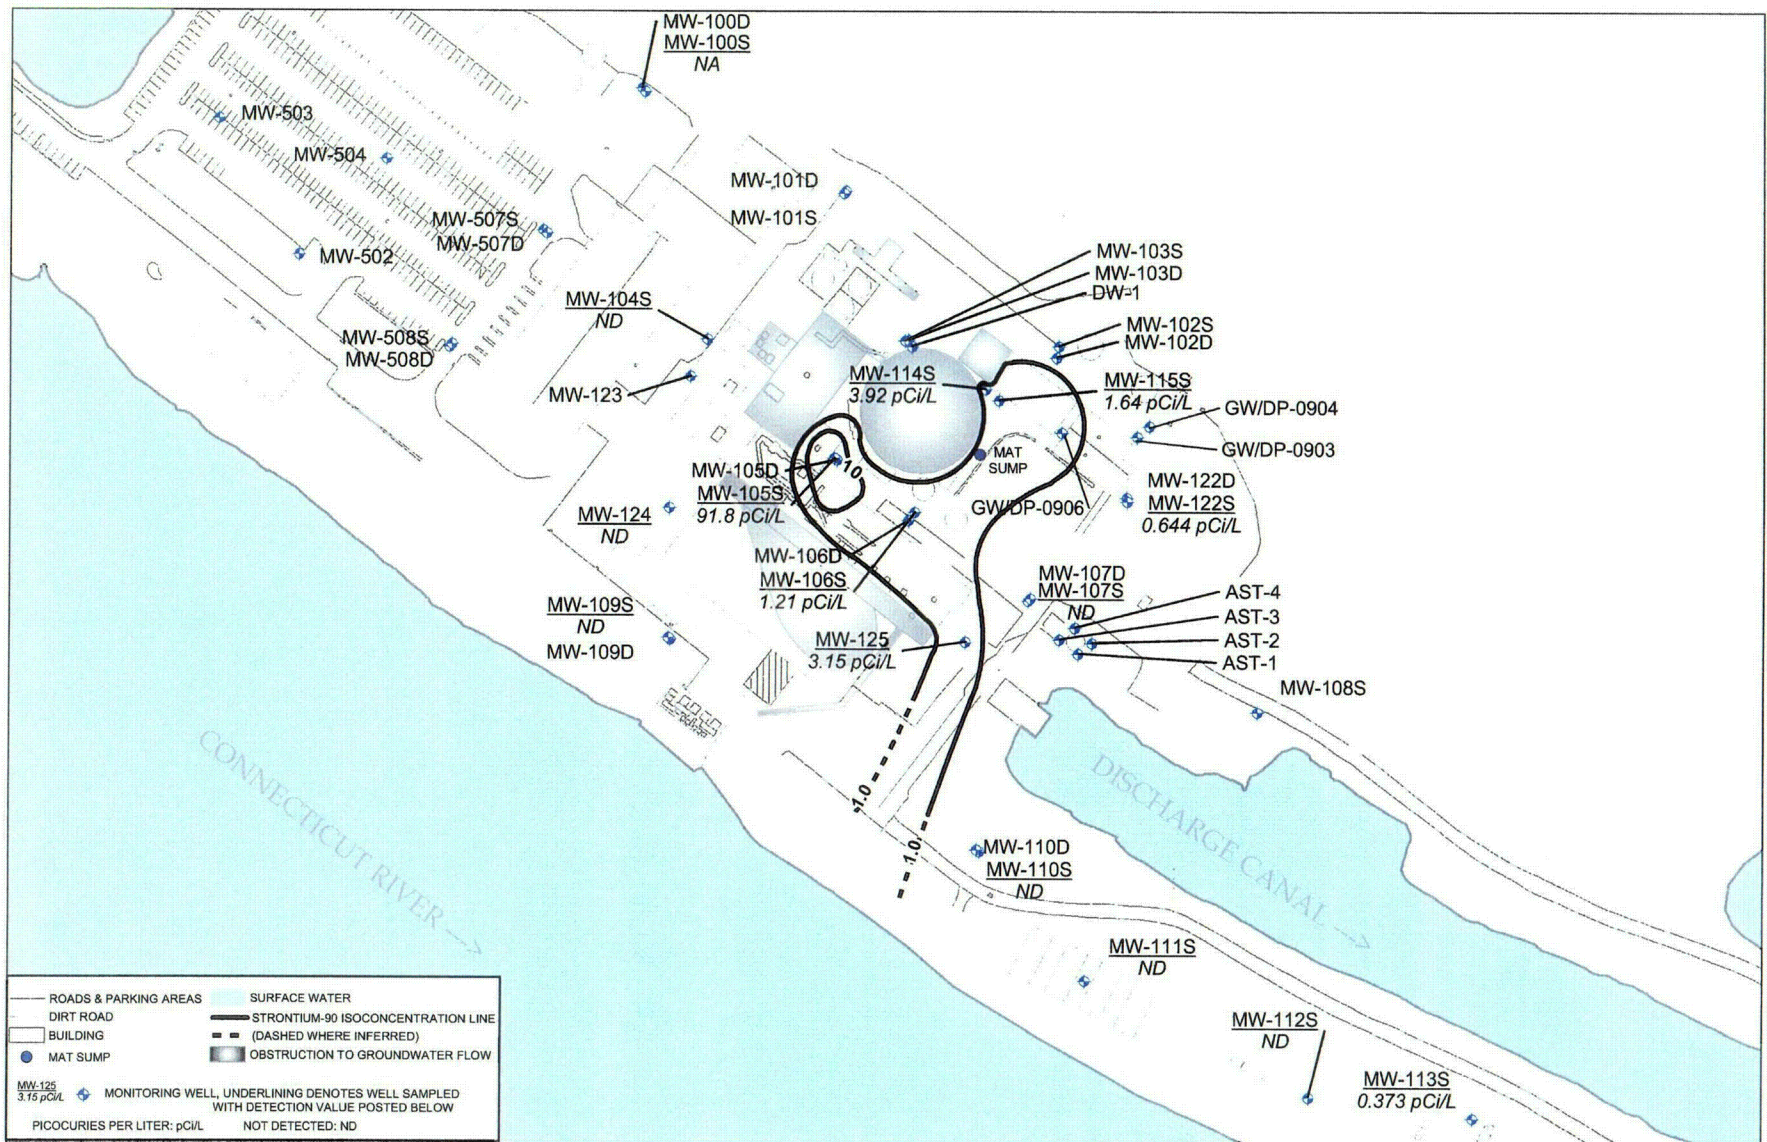 MW-100D
MW-100S
NA
MW-503
MW-504
MW-101D
MW-101S
MW-507S
MW-507D
MW-502
MW-103S
MW-103D
DW-1
MW-104S
ND
MW-102S
MW-102D
MW-508S
MW-508D
MW-123
MW-114S
3.92 pCi/L
MW-115S
1.64 pCi/L
GW/DP-0904
GW/DP-0903
MAT
SUMP
10
MW-105D
MW-105S
91.8 pCi/L
MW-122D
MW-122S
0.644 pCi/L
GW/DP-0906
MW-124
ND
MW-106D
MW-106S
1.21 pCi/L
MW-107D
MW-107S
ND
AST-4
AST-3
AST-2
AST-1
MW-109S
ND
MW-109D
MW-125
3.15 pCi/L
MW-108S
CONNECTICUT RIVER --->
DISCHARGE CANAL --->
1.0
1.0
MW-110D
MW-110S
ND
MW-111S
ND
MW-112S
ND
MW-113S
0.373 pCi/L
ROADS & PARKING AREAS
DIRT ROAD
BUILDING
MAT SUMP
SURFACE WATER
STRONTIUM-90 ISOCONCENTRATION LINE
(DASHED WHERE INFERRED)
OBSTRUCTION TO GROUNDWATER FLOW
MW-125
3.15 pCi/L
MONITORING WELL, UNDERLINING DENOTES WELL SAMPLED
WITH DETECTION VALUE POSTED BELOW
PICOCURIES PER LITER: pCi/L
NOT DETECTED: ND